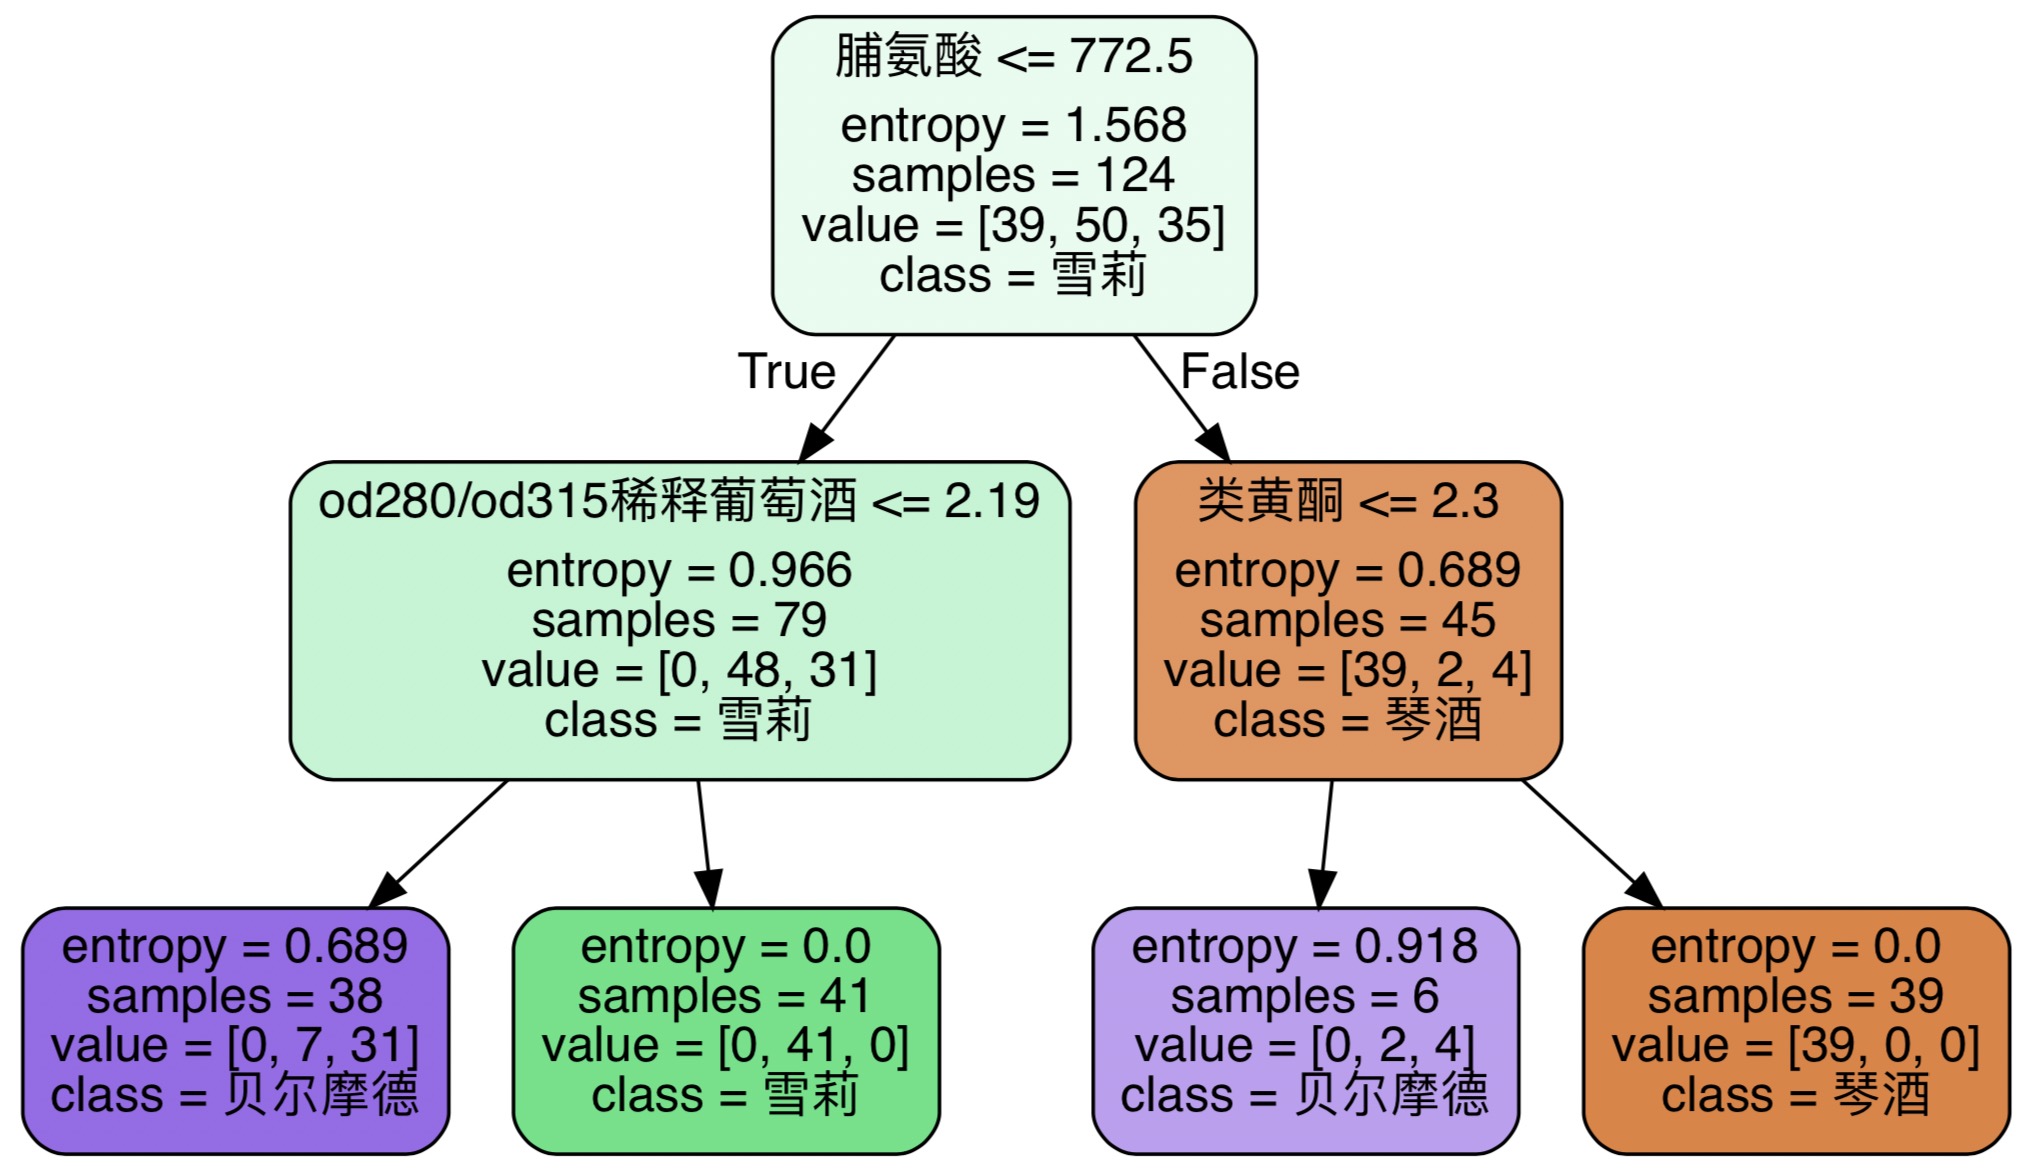 脯氨酸 <= 772.5
entropy = 1.568
samples = 124
value = [39, 50, 35]
class = 雪莉
True
False
od280/od315稀释葡萄酒 <= 2.19
entropy = 0.966
samples = 79
value = [0, 48, 31]
class = 雪莉
类黄酮 <= 2.3
entropy = 0.689
samples = 45
value = [39, 2, 4]
class = 琴酒
entropy = 0.689
samples = 38
value = [0, 7, 31]
class = 贝尔摩德
entropy = 0.0
samples = 41
value = [0, 41, 0]
class = 雪莉
entropy = 0.918
samples = 6
value = [0, 2, 4]
class = 贝尔摩德
entropy = 0.0
samples = 39
value = [39, 0, 0]
class = 琴酒